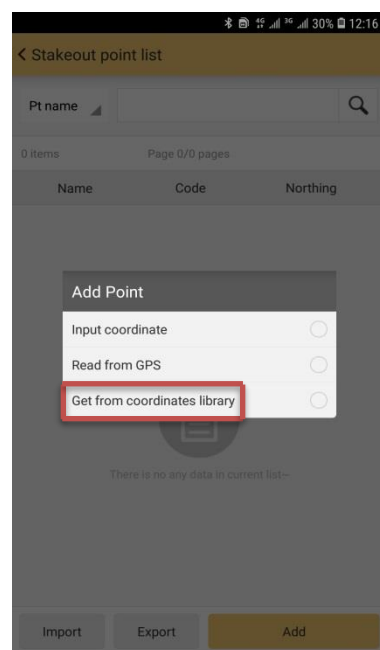 4G 3G 30% 12:16
< Stakeout point list
Pt name
0 items Page 0/0 pages
Name Code Northing
Add Point
Input coordinate
Read from GPS
Get from coordinates library
There is no any data in current list~
Import Export Add